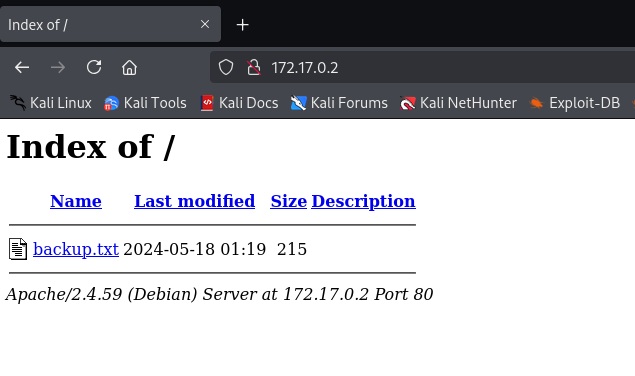 Index of /
172.17.0.2
Kali Linux Kali Tools Kali Docs Kali Forums Kali NetHunter Exploit-DB
Index of /
Name Last modified Size Description
backup.txt 2024-05-18 01:19 215
Apache/2.4.59 (Debian) Server at 172.17.0.2 Port 80